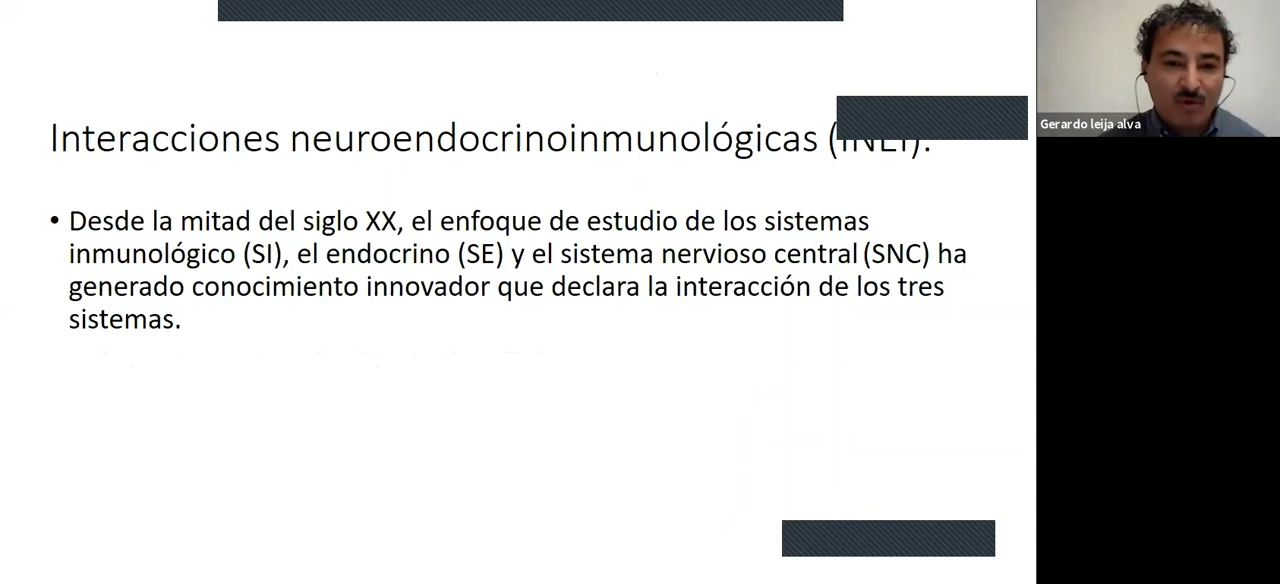 Interacciones neuroendocrinoinmunológicas (INEI).
• Desde la mitad del siglo XX, el enfoque de estudio de los sistemas
inmunológico (SI), el endocrino (SE) y el sistema nervioso central (SNC) ha
generado conocimiento innovador que declara la interacción de los tres
sistemas.
Gerardo leija alva